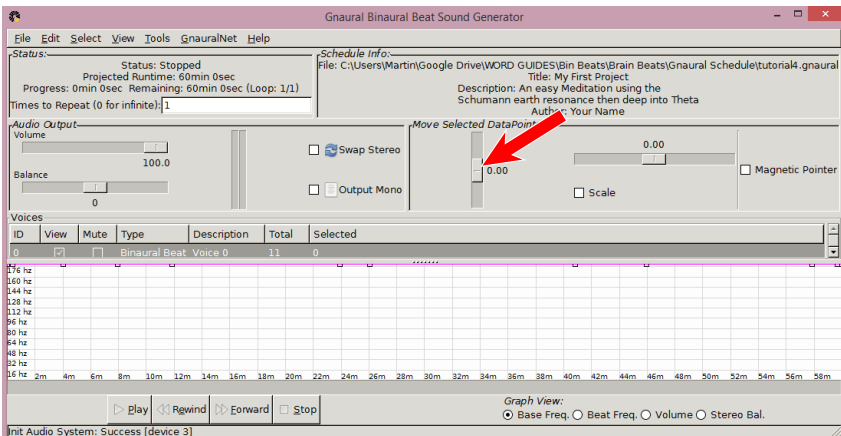 Gnaural Binaural Beat Sound Generator
File Edit Select View Tools GnauralNet Help
Status:
Status: Stopped
Projected Runtime: 60min 0sec
Progress: 0min 0sec Remaining: 60min 0sec (Loop: 1/1)
Times to Repeat (0 for infinite): 1
Schedule Info:
File: C:\Users\Martin\Google Drive\WORD GUIDES\Bin Beats\Brain Beats\Gnaural Schedule\tutorial4.gnaural
Title: My First Project
Description: An easy Meditation using the
Schumann earth resonance then deep into Theta
Author: Your Name
Audio Output
Volume
100.0
Balance
0
Swap Stereo
Output Mono
Move Selected DataPoint
0.00
0.00
Scale
Magnetic Pointer
Voices
ID View Mute Type Description Total Selected
0 Binaural Beat Voice 0 11 0
176 hz
160 hz
144 hz
128 hz
112 hz
96 hz
80 hz
64 hz
48 hz
32 hz
16 hz 2m 4m 6m 8m 10m 12m 14m 16m 18m 20m 22m 24m 26m 28m 30m 32m 34m 36m 38m 40m 42m 44m 46m 48m 50m 52m 54m 56m 58m
Play Rewind Forward Stop
Graph View:
Base Freq. Beat Freq. Volume Stereo Bal.
Init Audio System: Success [device 3]